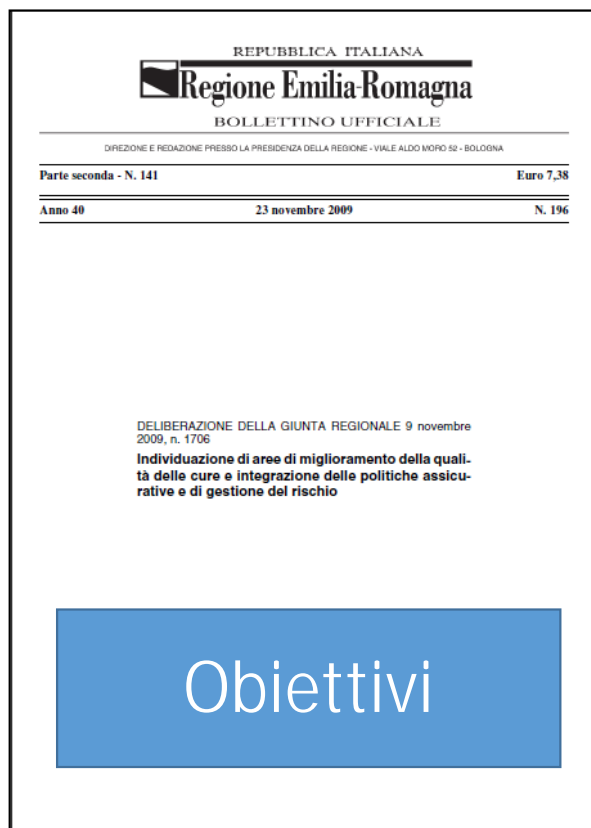 REPUBBLICA ITALIANA
Regione Emilia-Romagna
BOLLETTINO UFFICIALE
DIREZIONE E REDAZIONE PRESSO LA PRESIDENZA DELLA REGIONE - VIALE ALDO MORO 52 - BOLOGNA
Parte seconda - N. 141 Euro 7,38
Anno 40 23 novembre 2009 N. 196
DELIBERAZIONE DELLA GIUNTA REGIONALE 9 novembre
2009, n. 1706
Individuazione di aree di miglioramento della quali-
tà delle cure e integrazione delle politiche assicu-
rative e di gestione del rischio
Obiettivi